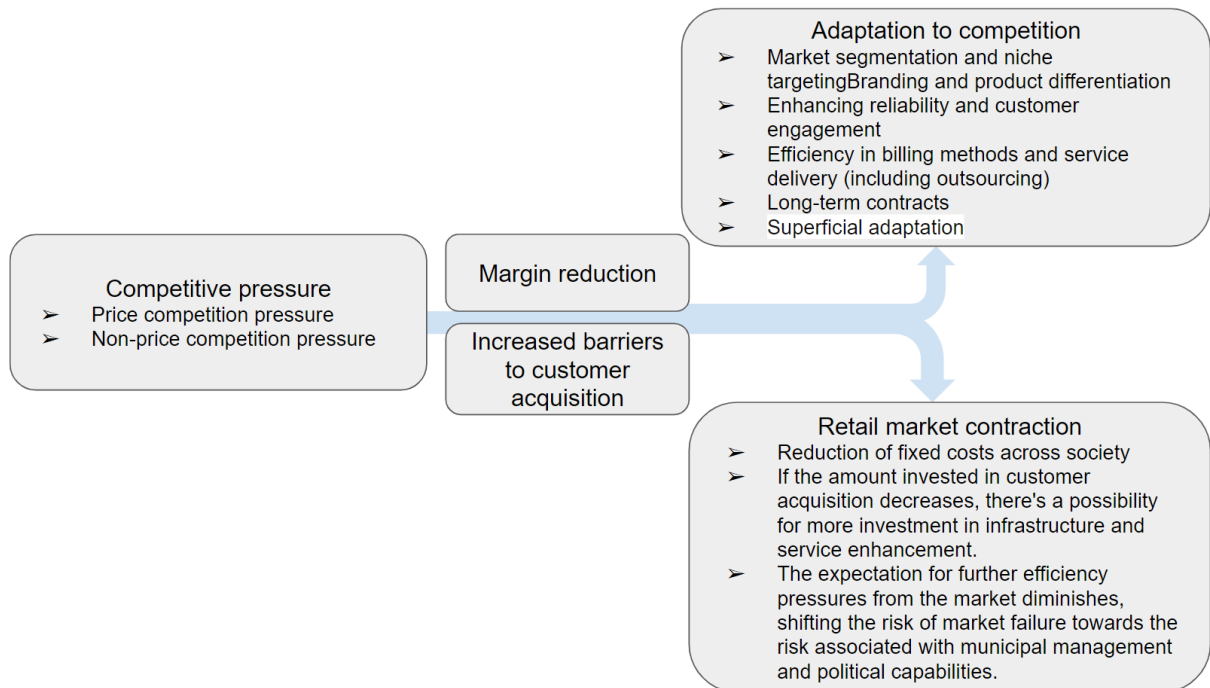 Competitive pressure
➢ Price competition pressure
➢ Non-price competition pressure
Margin reduction
Increased barriers
to customer
acquisition
Adaptation to competition
➢ Market segmentation and niche
targetingBranding and product differentiation
➢ Enhancing reliability and customer
engagement
➢ Efficiency in billing methods and service
delivery (including outsourcing)
➢ Long-term contracts
➢ Superficial adaptation
Retail market contraction
➢ Reduction of fixed costs across society
➢ If the amount invested in customer
acquisition decreases, there's a possibility
for more investment in infrastructure and
service enhancement.
➢ The expectation for further efficiency
pressures from the market diminishes,
shifting the risk of market failure towards the
risk associated with municipal management
and political capabilities.